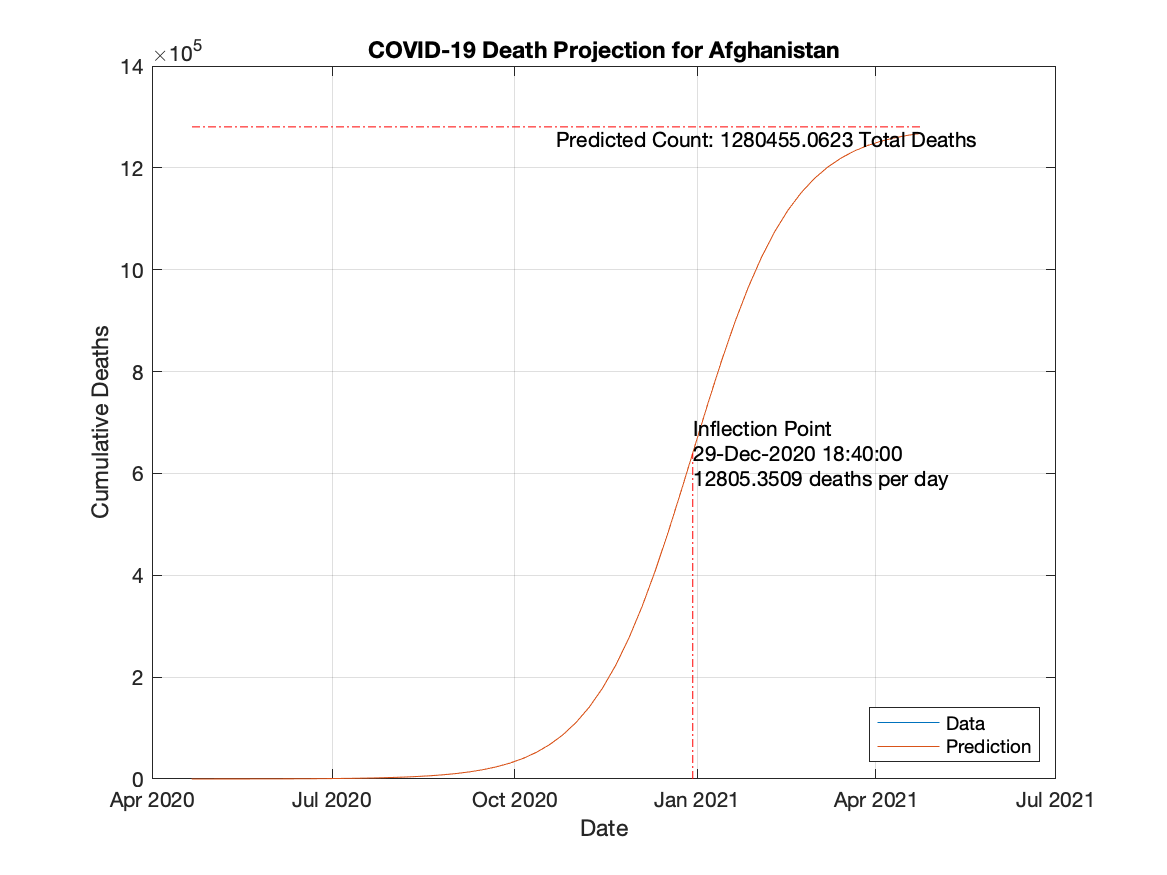 COVID-19 Death Projection for Afghanistan
×10⁵
14
12
10
8
6
4
2
0
Cumulative Deaths
Predicted Count: 1280455.0623 Total Deaths
Inflection Point
29-Dec-2020 18:40:00
12805.3509 deaths per day
Data
Prediction
Apr 2020 Jul 2020 Oct 2020 Jan 2021 Apr 2021 Jul 2021
Date